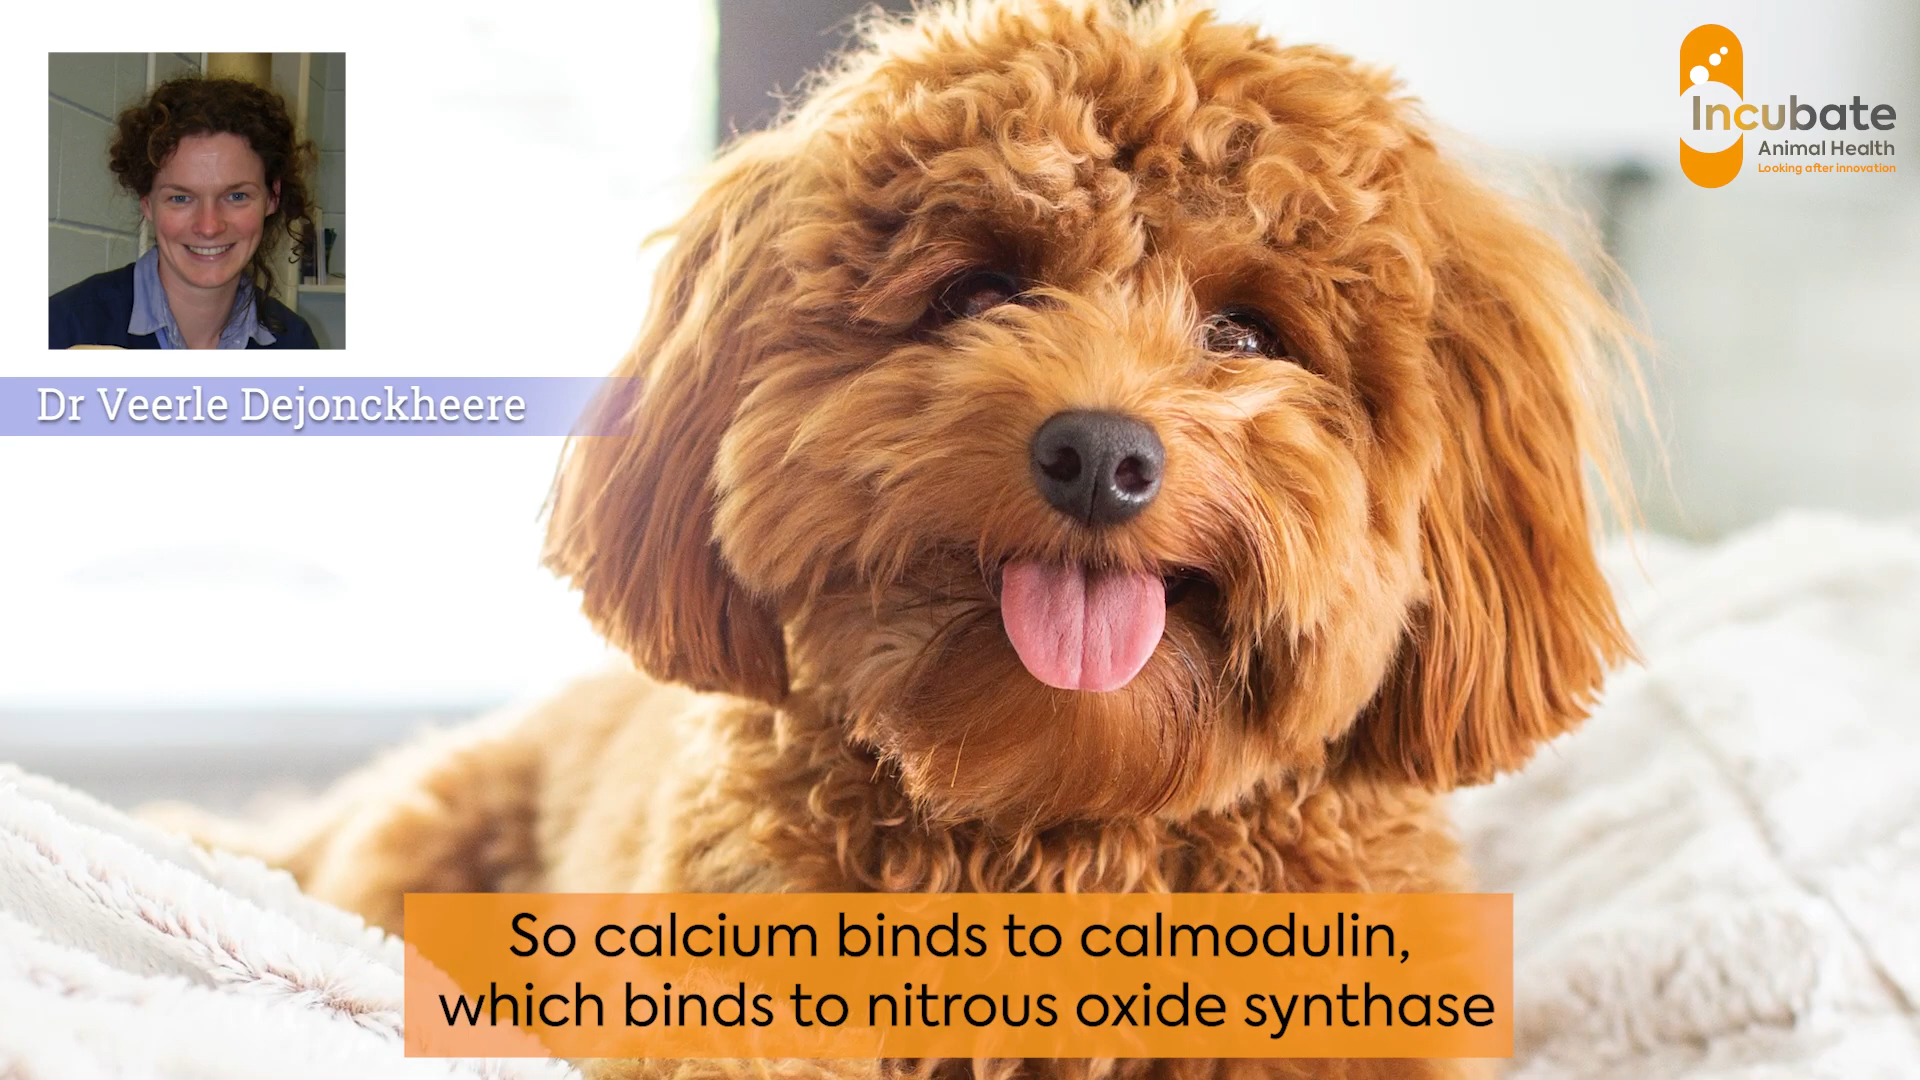 Incubate
Animal Health
Looking after innovation
Dr Veerle Dejonckheere
So calcium binds to calmodulin,
which binds to nitrous oxide synthase